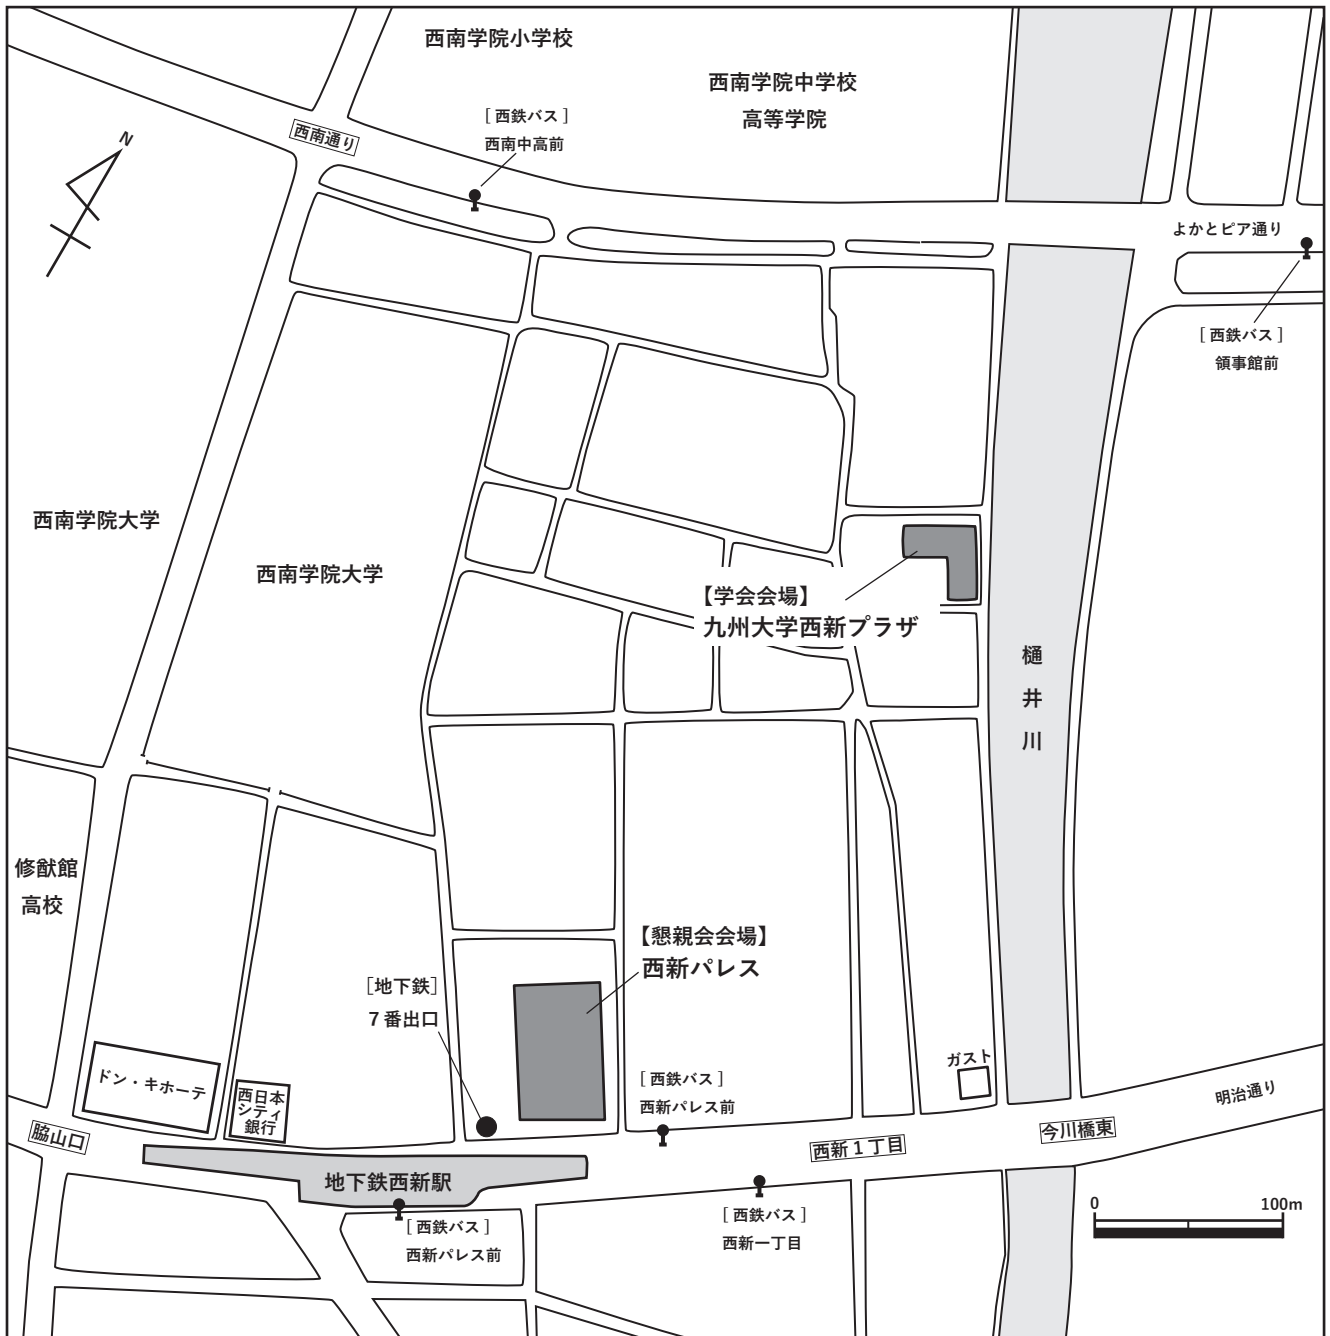 西南学院小学校
西南学院中学校
高等学院
［西鉄バス］
西南中高前
西南通り
N
よかとピア通り
［西鉄バス］
領事館前
西南学院大学
西南学院大学
【学会会場】
九州大学西新プラザ
樋
井
川
修猷館
高校
【懇親会会場】
西新パレス
［地下鉄］
７番出口
ガスト
ドン・キホーテ
西日本
シティ
銀行
［西鉄バス］
西新パレス前
明治通り
脇山口
西新１丁目
今川橋東
地下鉄西新駅
［西鉄バス］
西新パレス前
［西鉄バス］
西新一丁目
0
100m